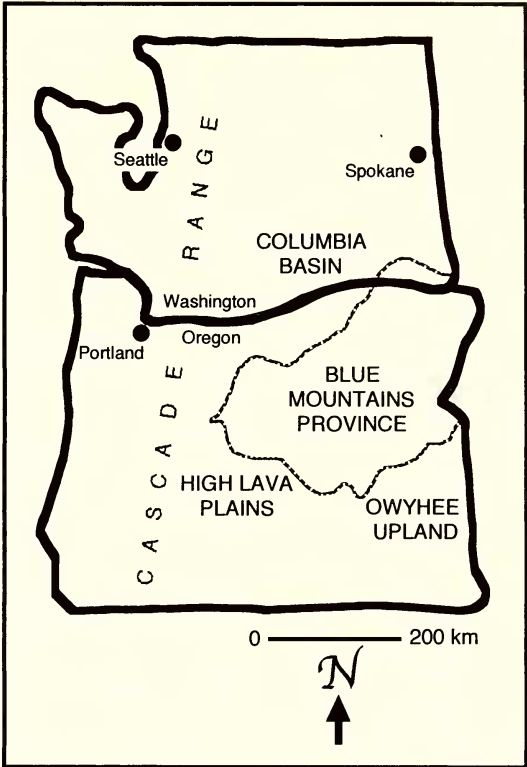 Seattle
Spokane
RANGE
COLUMBIA
BASIN
Washington
Oregon
Portland
CASCADE
BLUE
MOUNTAINS
PROVINCE
HIGH LAVA
PLAINS
OWYHEE
UPLAND
0 200 km
N